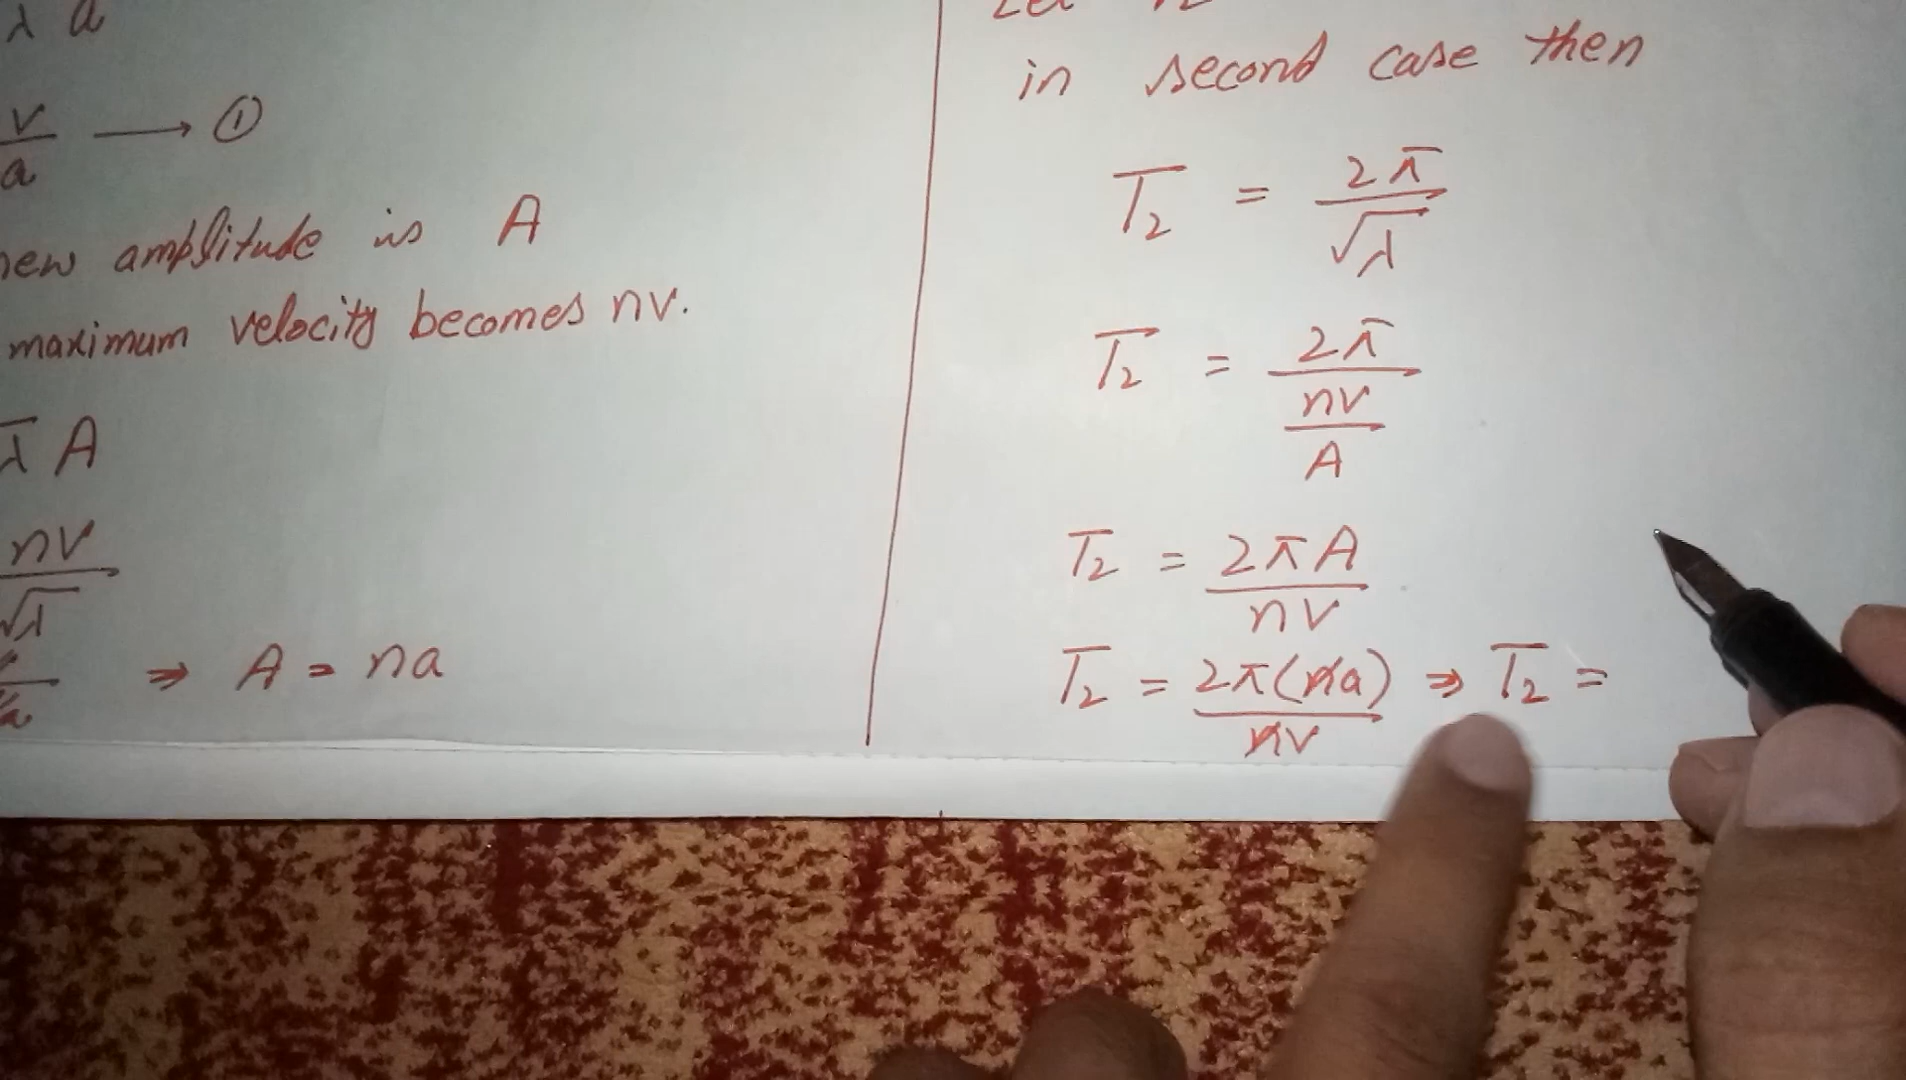 λ a
v/a → ①
new amplitude is A
maximum velocity becomes nv.
√λ A
nv/√λ
⇒ A = na
in second case then
T₂ = 2π/√λ
T₂ = 2π/(nv/A)
T₂ = 2πA/nv
T₂ = 2π(na)/nv ⇒ T₂ =